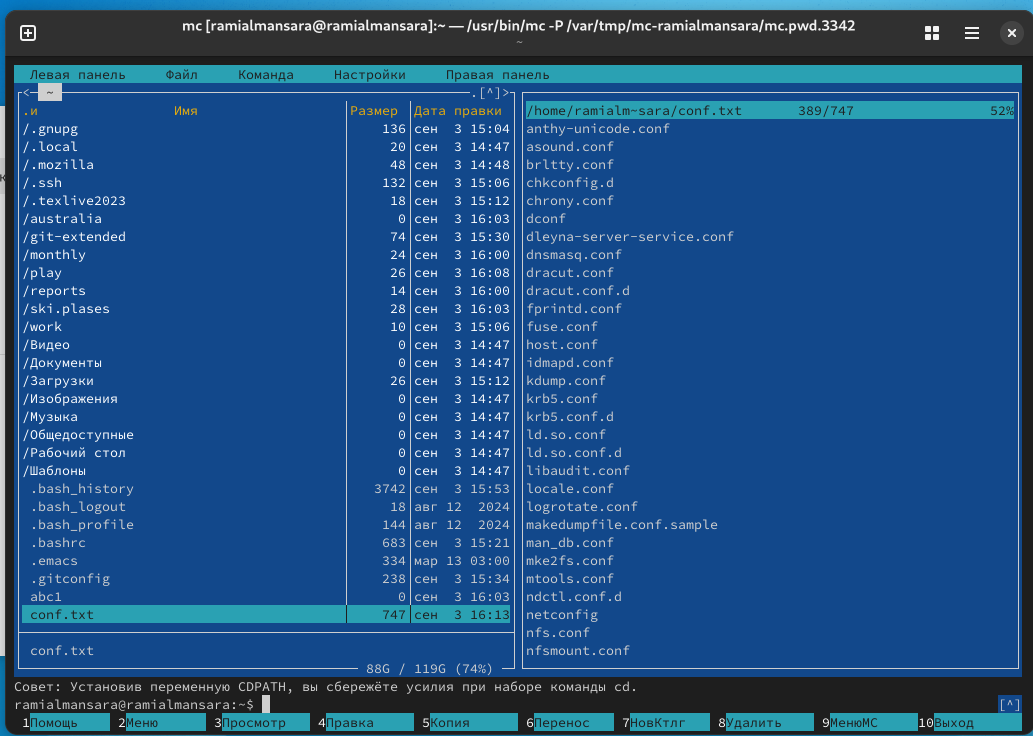 mc [ramialmansara@ramialmansara]:~ — /usr/bin/mc -P /var/tmp/mc-ramialmansara/mc.pwd.3342
~
Левая панель Файл Команда Настройки Правая панель
<─ ~ .[^]>
.и Имя Размер Дата правки
/.gnupg 136 сен 3 15:04
/.local 20 сен 3 14:47
/.mozilla 48 сен 3 14:48
/.ssh 132 сен 3 15:06
/.texlive2023 18 сен 3 15:12
/australia 0 сен 3 16:03
/git-extended 74 сен 3 15:30
/monthly 24 сен 3 16:00
/play 26 сен 3 16:08
/reports 14 сен 3 16:00
/ski.plases 28 сен 3 16:03
/work 10 сен 3 15:06
/Видео 0 сен 3 14:47
/Документы 0 сен 3 14:47
/Загрузки 26 сен 3 15:12
/Изображения 0 сен 3 14:47
/Музыка 0 сен 3 14:47
/Общедоступные 0 сен 3 14:47
/Рабочий стол 0 сен 3 14:47
/Шаблоны 0 сен 3 14:47
.bash_history 3742 сен 3 15:53
.bash_logout 18 авг 12 2024
.bash_profile 144 авг 12 2024
.bashrc 683 сен 3 15:21
.emacs 334 мар 13 03:00
.gitconfig 238 сен 3 15:34
abc1 0 сен 3 16:03
conf.txt 747 сен 3 16:13
conf.txt
88G / 119G (74%)
/home/ramialm~sara/conf.txt 389/747 52%
anthy-unicode.conf
asound.conf
brltty.conf
chkconfig.d
chrony.conf
dconf
dleyna-server-service.conf
dnsmasq.conf
dracut.conf
dracut.conf.d
fprintd.conf
fuse.conf
host.conf
idmapd.conf
kdump.conf
krb5.conf
krb5.conf.d
ld.so.conf
ld.so.conf.d
libaudit.conf
locale.conf
logrotate.conf
makedumpfile.conf.sample
man_db.conf
mke2fs.conf
mtools.conf
ndctl.conf.d
netconfig
nfs.conf
nfsmount.conf
Совет: Установив переменную CDPATH, вы сбережёте усилия при наборе команды cd.
ramialmansara@ramialmansara:~$ [^]
1Помощь 2Меню 3Просмотр 4Правка 5Копия 6Перенос 7НовКтлг 8Удалить 9МенюМС 10Выход